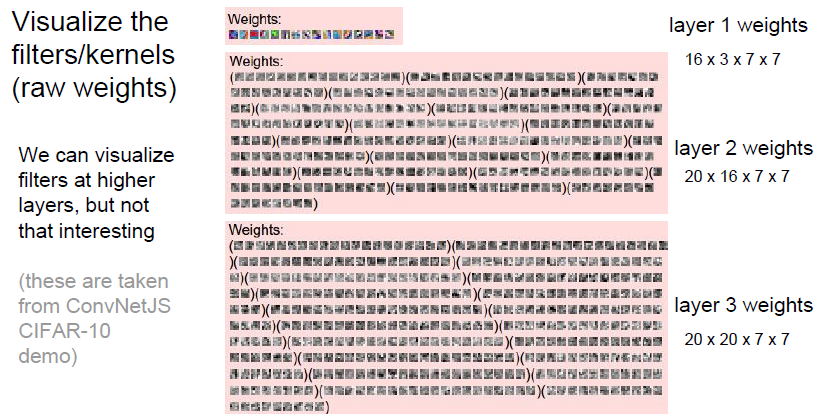 Visualize the
filters/kernels
(raw weights)
We can visualize
filters at higher
layers, but not
that interesting
(these are taken
from ConvNetJS
CIFAR-10
demo)
Weights:
layer 1 weights
16 x 3 x 7 x 7
Weights:
layer 2 weights
20 x 16 x 7 x 7
Weights:
layer 3 weights
20 x 20 x 7 x 7